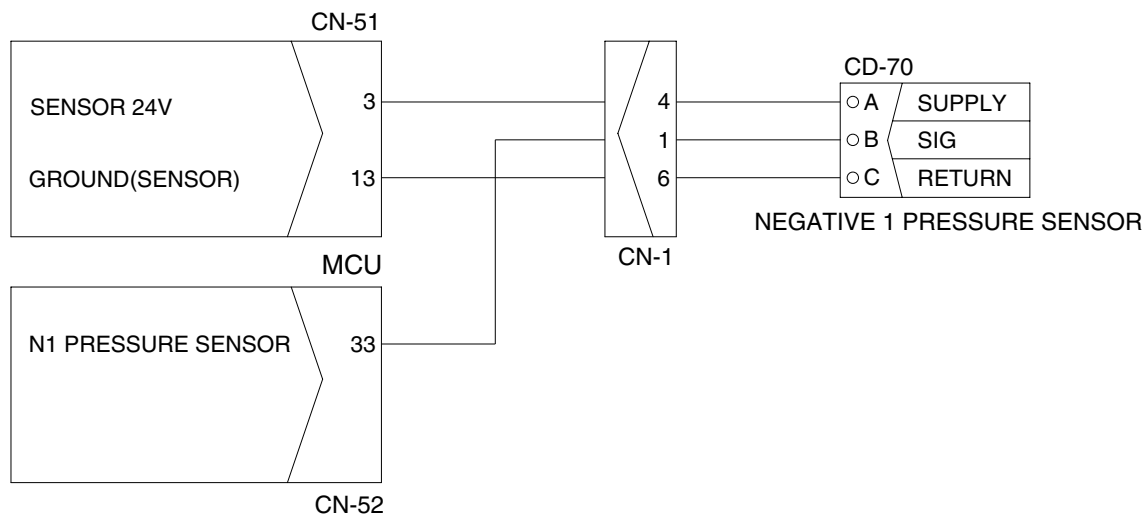 CN-51
CD-70
SENSOR 24V 3 4 A SUPPLY
1 B SIG
GROUND(SENSOR) 13 6 C RETURN
NEGATIVE 1 PRESSURE SENSOR
CN-1
MCU
N1 PRESSURE SENSOR 33
CN-52